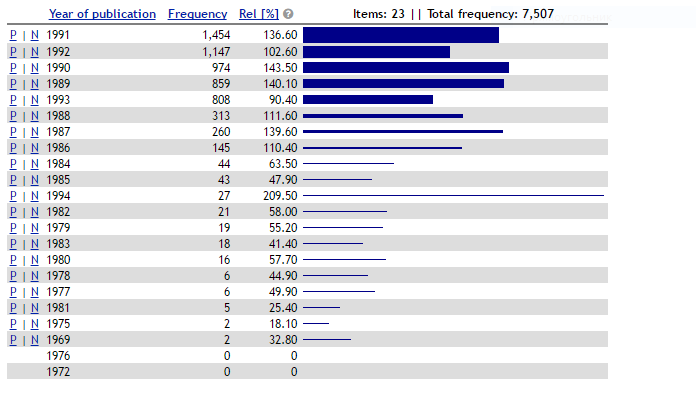 Year of publication Frequency Rel [%] ? Items: 23 || Total frequency: 7,507
P | N 1991 1,454 136.60
P | N 1992 1,147 102.60
P | N 1990 974 143.50
P | N 1989 859 140.10
P | N 1993 808 90.40
P | N 1988 313 111.60
P | N 1987 260 139.60
P | N 1986 145 110.40
P | N 1984 44 63.50
P | N 1985 43 47.90
P | N 1994 27 209.50
P | N 1982 21 58.00
P | N 1979 19 55.20
P | N 1983 18 41.40
P | N 1980 16 57.70
P | N 1978 6 44.90
P | N 1977 6 49.90
P | N 1981 5 25.40
P | N 1975 2 18.10
P | N 1969 2 32.80
1976 0 0
1972 0 0